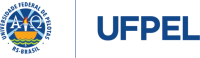 UNIVERSIDADE FEDERAL DE PELOTAS
RS-BRASIL
UFPEL